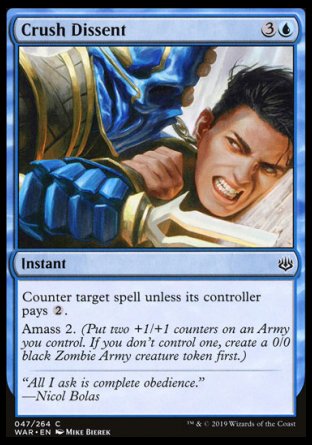 Crush Dissent 3
Instant
Counter target spell unless its controller
pays 2.
Amass 2. (Put two +1/+1 counters on an Army
you control. If you don't control one, create a 0/0
black Zombie Army creature token first.)
"All I ask is complete obedience."
—Nicol Bolas
047/264 C
WAR • EN Mike Bierek
™ & © 2019 Wizards of the Coast